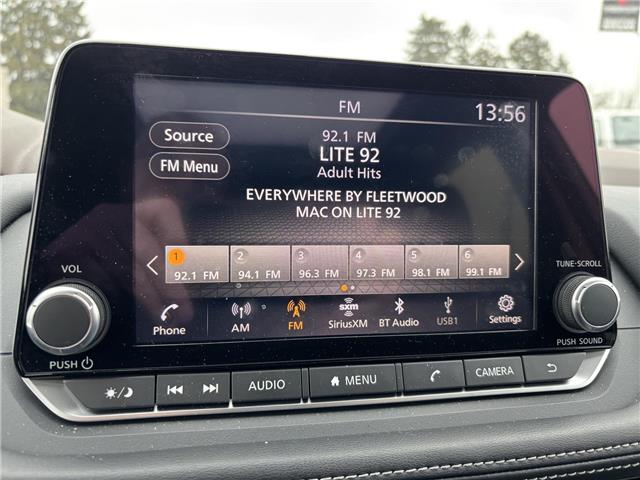 FM
13:56
Source
92.1 FM
LITE 92
FM Menu
Adult Hits
EVERYWHERE BY FLEETWOOD
MAC ON LITE 92
1 2 3 4 5 6
92.1 FM 94.1 FM 96.3 FM 97.3 FM 98.1 FM 99.1 FM
VOL
TUNE·SCROLL
sxm
Phone AM FM SiriusXM BT Audio USB1 Settings
PUSH
PUSH SOUND
AUDIO
MENU
CAMERA